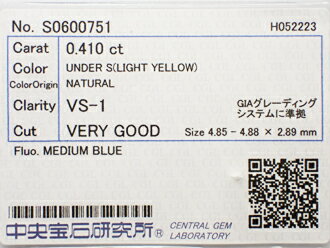 No. S0600751 H052223
Carat 0.410 ct
Color UNDER S(LIGHT YELLOW)
ColorOrigin NATURAL
Clarity VS-1 GIAグレーディング
システムに準拠
Cut VERY GOOD Size 4.85 - 4.88 × 2.89 mm
Fluo. MEDIUM BLUE
中央宝石研究所 CENTRAL GEM
LABORATORY